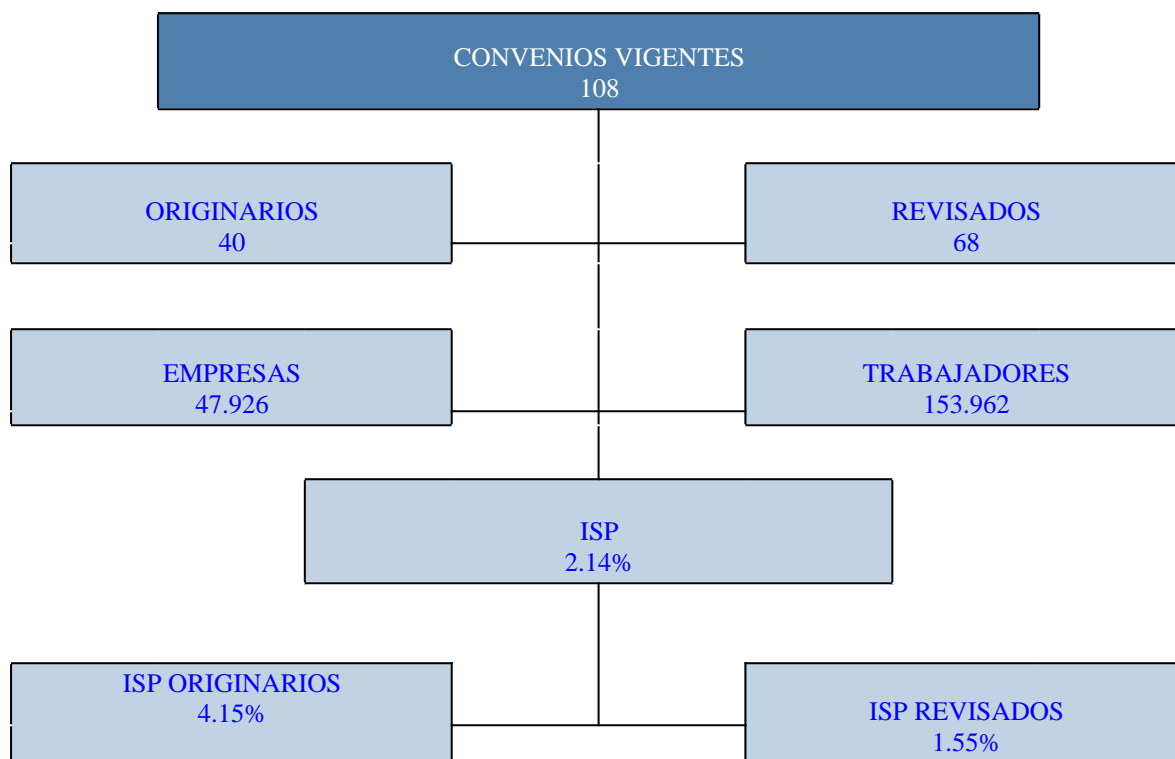 CONVENIOS VIGENTES
108
ORIGINARIOS
40
REVISADOS
68
EMPRESAS
47.926
TRABAJADORES
153.962
ISP
2.14%
ISP ORIGINARIOS
4.15%
ISP REVISADOS
1.55%